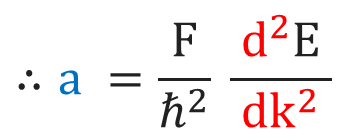 ∴ a = F/ħ² d²E/dk²